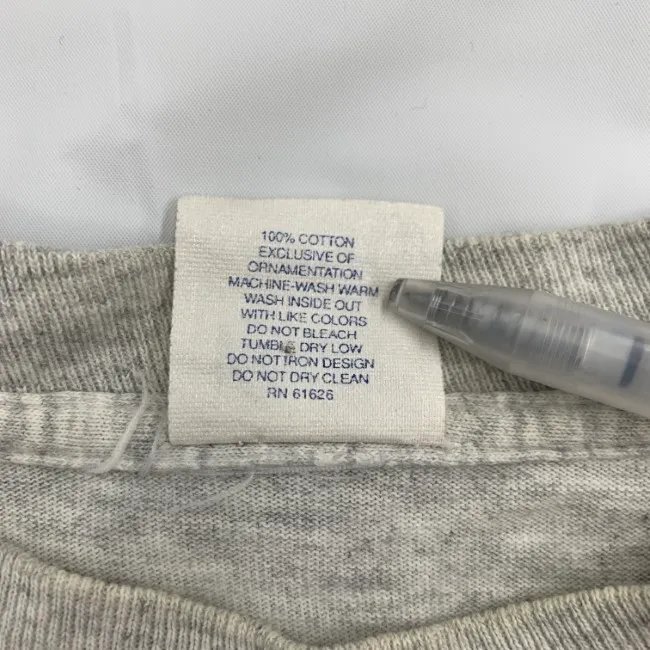 100% COTTON
EXCLUSIVE OF
ORNAMENTATION
MACHINE-WASH WARM
WASH INSIDE OUT
WITH LIKE COLORS
DO NOT BLEACH
TUMBLE DRY LOW
DO NOT IRON DESIGN
DO NOT DRY CLEAN
RN 61626